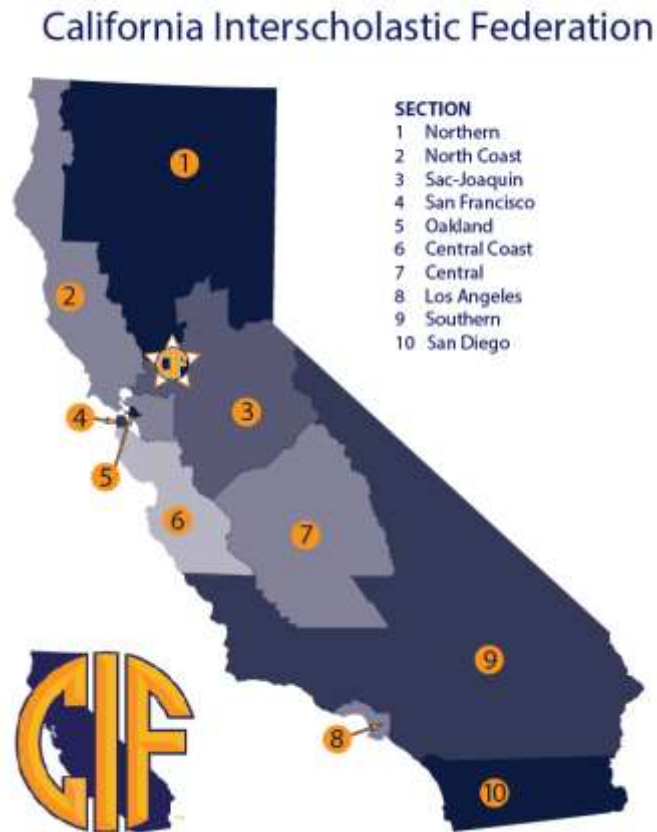 California Interscholastic Federation
SECTION
1 Northern
2 North Coast
3 Sac-Joaquin
4 San Francisco
5 Oakland
6 Central Coast
7 Central
8 Los Angeles
9 Southern
10 San Diego
1
2
CIF
3
4
5
6
7
9
8
10
CIF